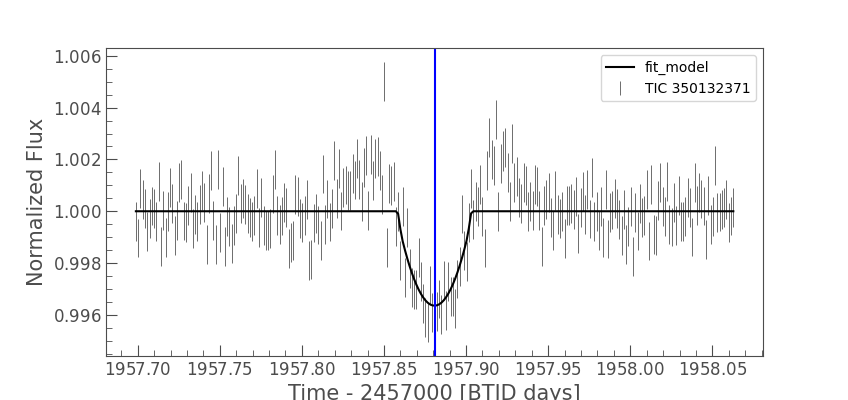 1.006
1.004
1.002
1.000
0.998
0.996
Normalized Flux
fit_model
TIC 350132371
1957.70 1957.75 1957.80 1957.85 1957.90 1957.95 1958.00 1958.05
Time - 2457000 [BTJD days]